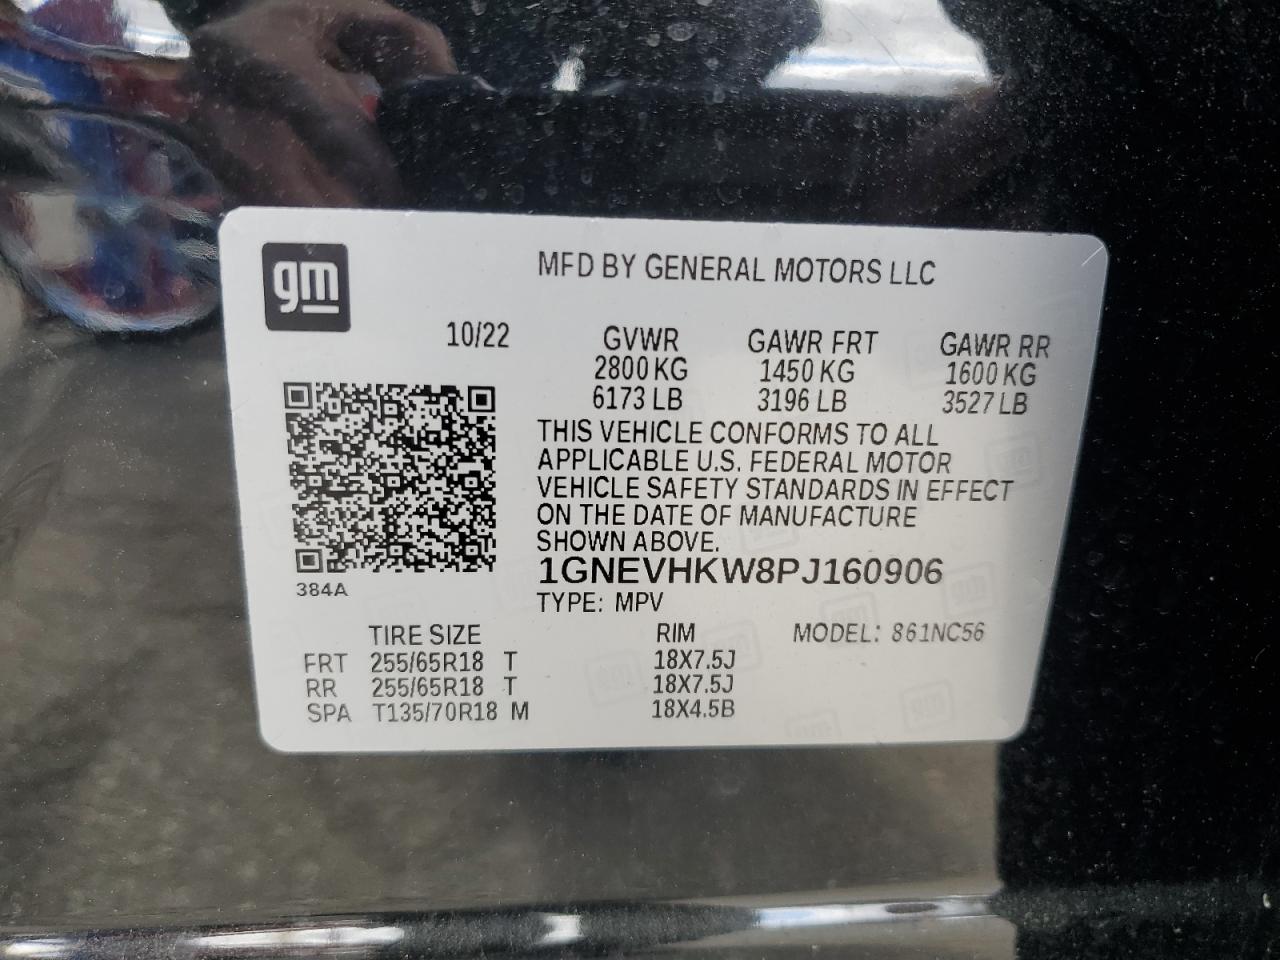 gm
MFD BY GENERAL MOTORS LLC
10/22 GVWR GAWR FRT GAWR RR
2800 KG 1450 KG 1600 KG
6173 LB 3196 LB 3527 LB
THIS VEHICLE CONFORMS TO ALL
APPLICABLE U.S. FEDERAL MOTOR
VEHICLE SAFETY STANDARDS IN EFFECT
ON THE DATE OF MANUFACTURE
SHOWN ABOVE.
1GNEVHKW8PJ160906
384A
TYPE: MPV
TIRE SIZE RIM MODEL: 861NC56
FRT 255/65R18 T 18X7.5J
RR 255/65R18 T 18X7.5J
SPA T135/70R18 M 18X4.5B